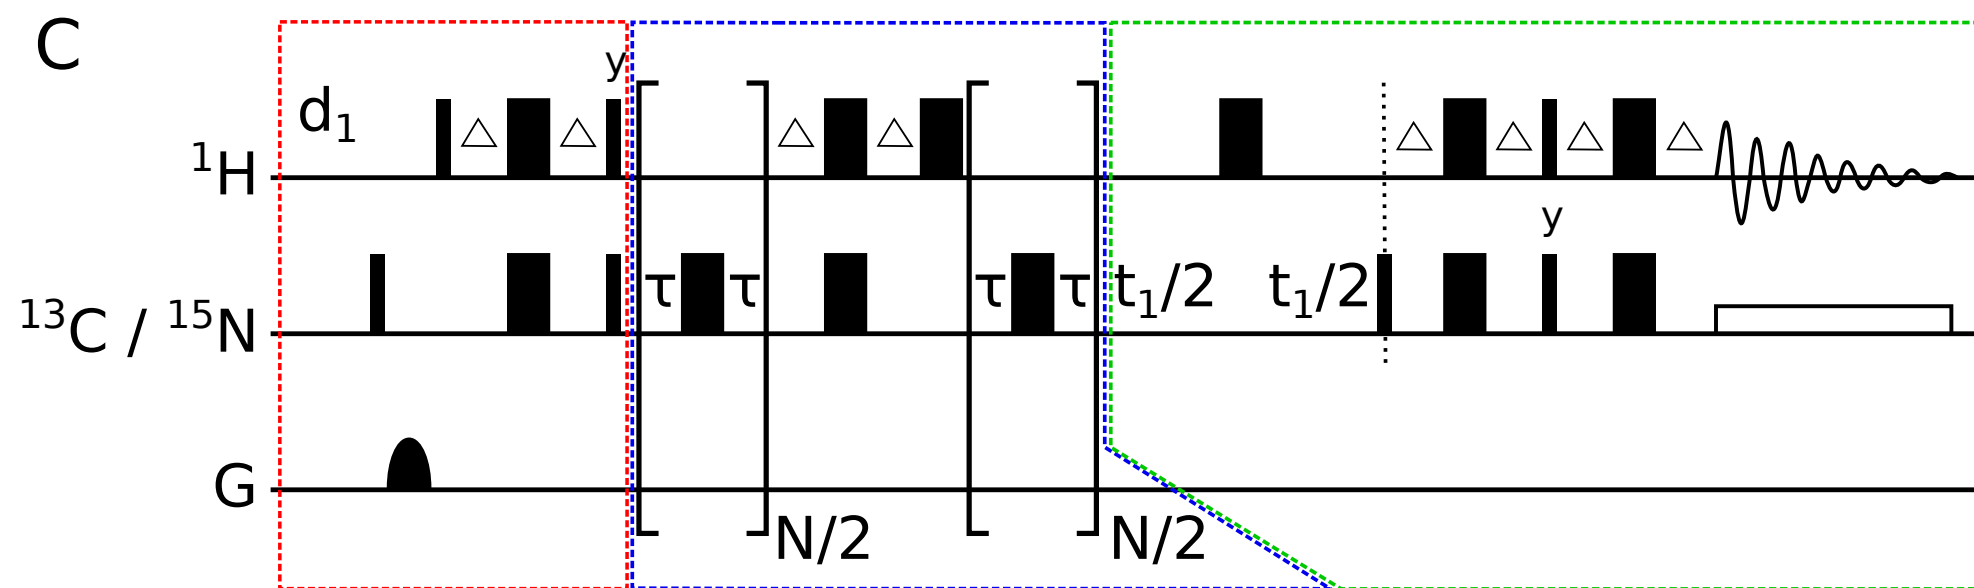 C
y
d₁ △ △ △ △ △ △ △ △
¹H
y
¹³C / ¹⁵N τ τ τ τ t₁/2 t₁/2
G
N/2 N/2